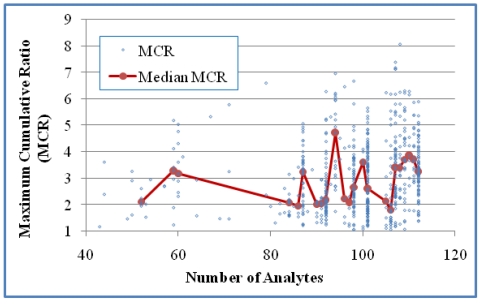 9
8
7
6
5
4
3
2
1
Maximum Cumulative Ratio
(MCR)
MCR
Median MCR
40 60 80 100 120
Number of Analytes